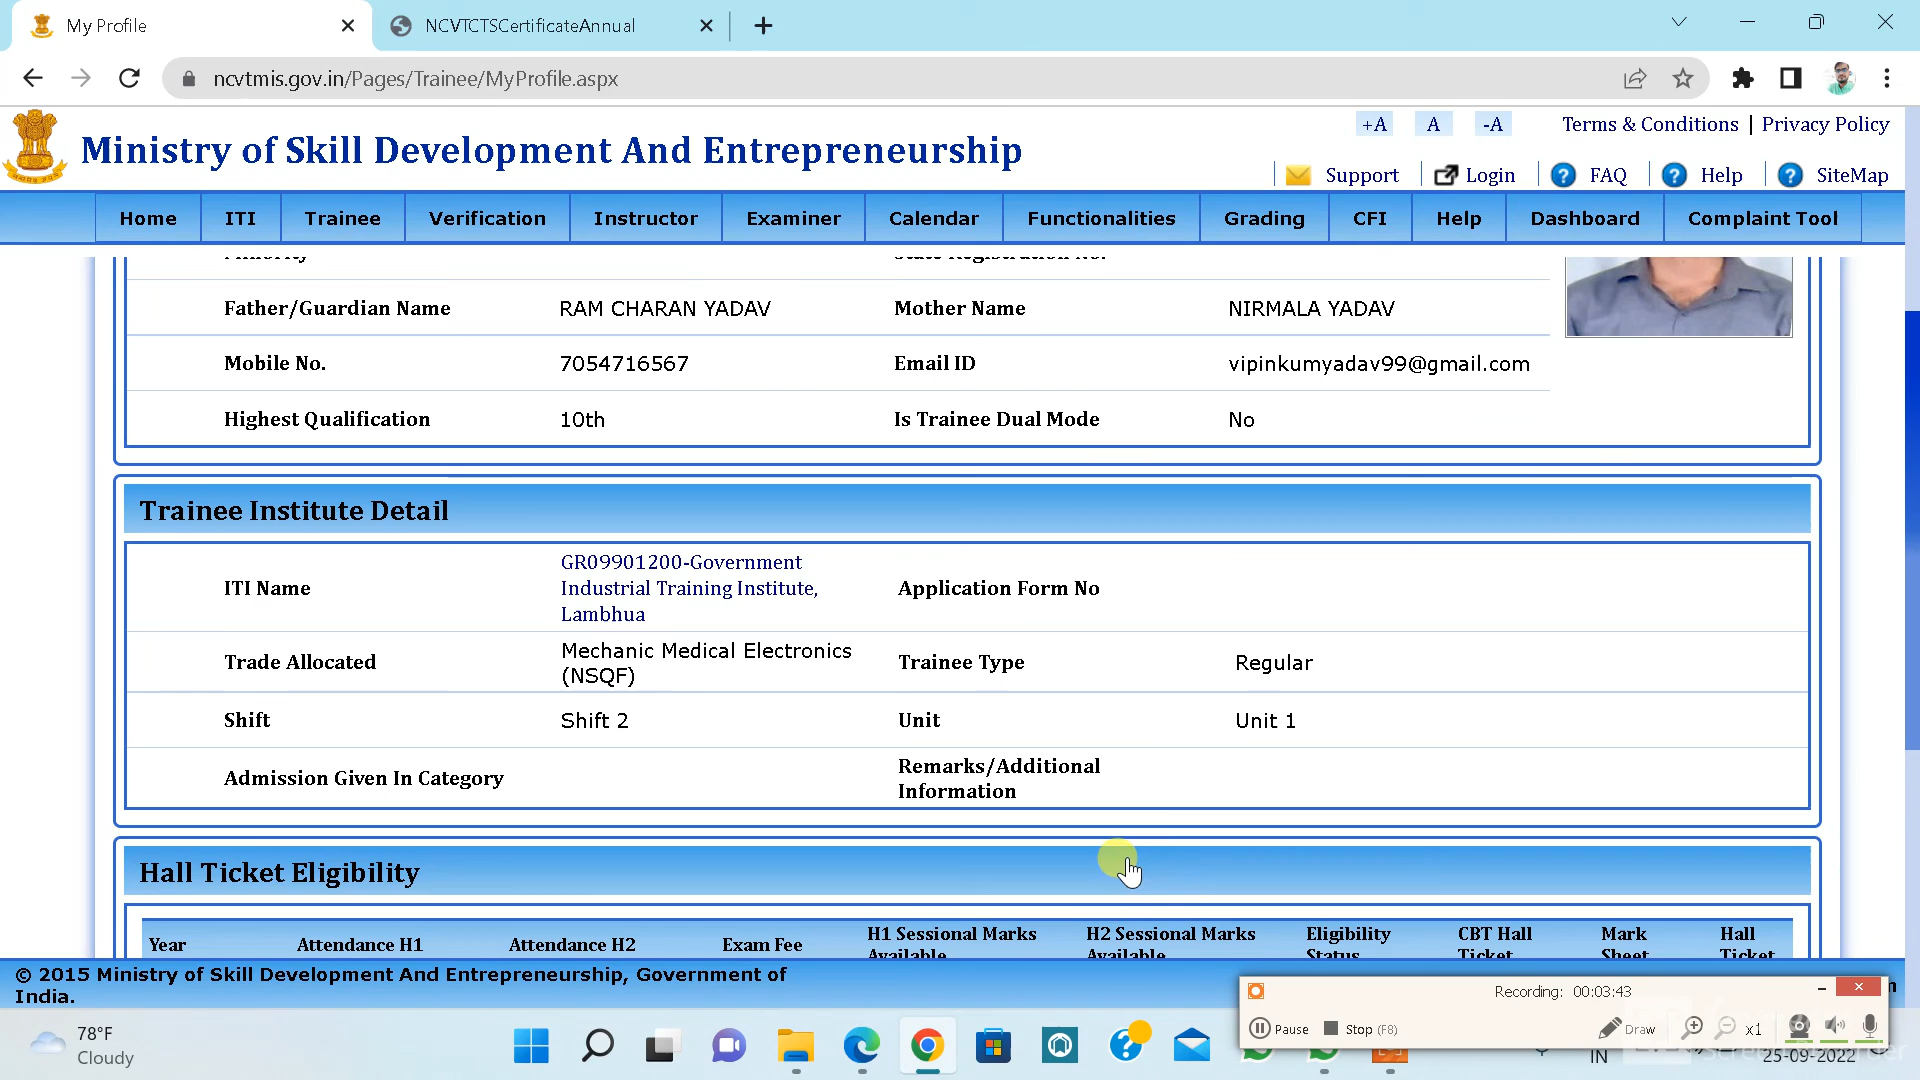 My Profile
NCVTCTSCertificateAnnual
ncvtmis.gov.in/Pages/Trainee/MyProfile.aspx
Ministry of Skill Development And Entrepreneurship
+A A -A Terms & Conditions | Privacy Policy
Support Login FAQ Help SiteMap
Home ITI Trainee Verification Instructor Examiner Calendar Functionalities Grading CFI Help Dashboard Complaint Tool
Father/Guardian Name RAM CHARAN YADAV Mother Name NIRMALA YADAV
Mobile No. 7054716567 Email ID vipinkumyadav99@gmail.com
Highest Qualification 10th Is Trainee Dual Mode No
Trainee Institute Detail
ITI Name GR09901200-Government
Industrial Training Institute,
Lambhua
Application Form No
Trade Allocated Mechanic Medical Electronics
(NSQF)
Trainee Type Regular
Shift Shift 2 Unit Unit 1
Admission Given In Category
Remarks/Additional
Information
Hall Ticket Eligibility
Year Attendance H1 Attendance H2 Exam Fee
H1 Sessional Marks
Available
H2 Sessional Marks
Available
Eligibility
Status
CBT Hall
Ticket
Mark
Sheet
Hall
Ticket
© 2015 Ministry of Skill Development And Entrepreneurship, Government of
India.
Recording: 00:03:43
Pause Stop (F8) Draw x1
78°F
Cloudy
IN
25-09-2022